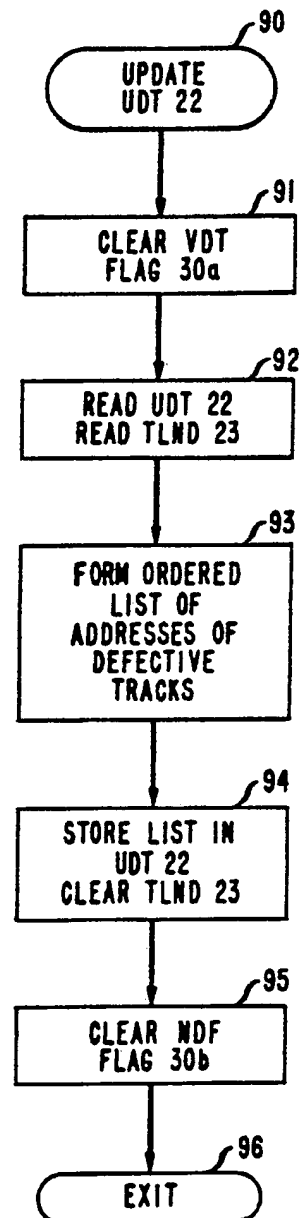 90
UPDATE
UDT 22
91
CLEAR VDT
FLAG 30a
92
READ UDT 22
READ TLND 23
93
FORM ORDERED
LIST OF
ADDRESSES OF
DEFECTIVE
TRACKS
94
STORE LIST IN
UDT 22
CLEAR TLND 23
95
CLEAR NDF
FLAG 30b
96
EXIT